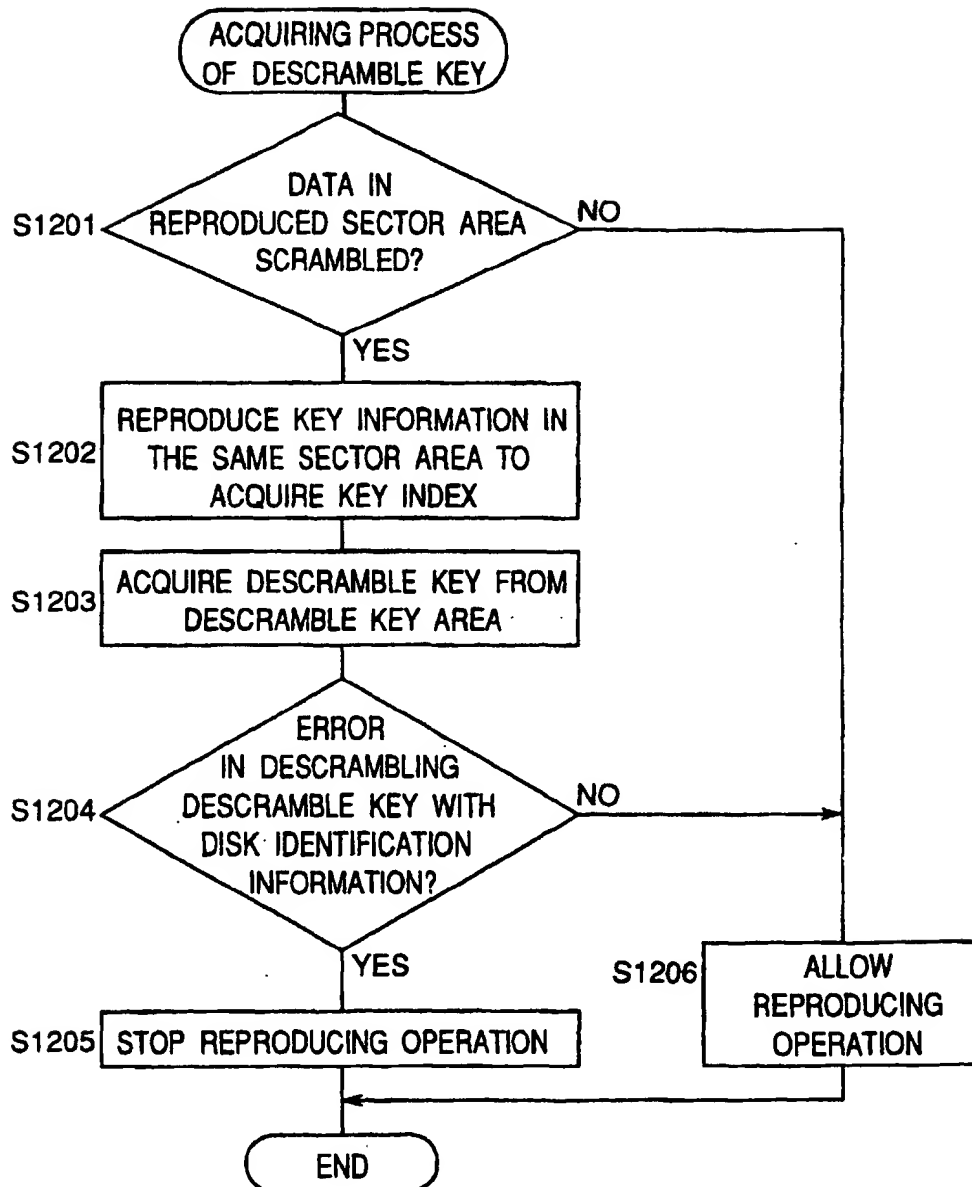 ACQUIRING PROCESS
OF DESCRAMBLE KEY
S1201
DATA IN
REPRODUCED SECTOR AREA
SCRAMBLED?
NO
YES
S1202
REPRODUCE KEY INFORMATION IN
THE SAME SECTOR AREA TO
ACQUIRE KEY INDEX
S1203
ACQUIRE DESCRAMBLE KEY FROM
DESCRAMBLE KEY AREA
S1204
ERROR
IN DESCRAMBLING
DESCRAMBLE KEY WITH
DISK IDENTIFICATION
INFORMATION?
NO
YES
S1205
STOP REPRODUCING OPERATION
S1206
ALLOW
REPRODUCING
OPERATION
END